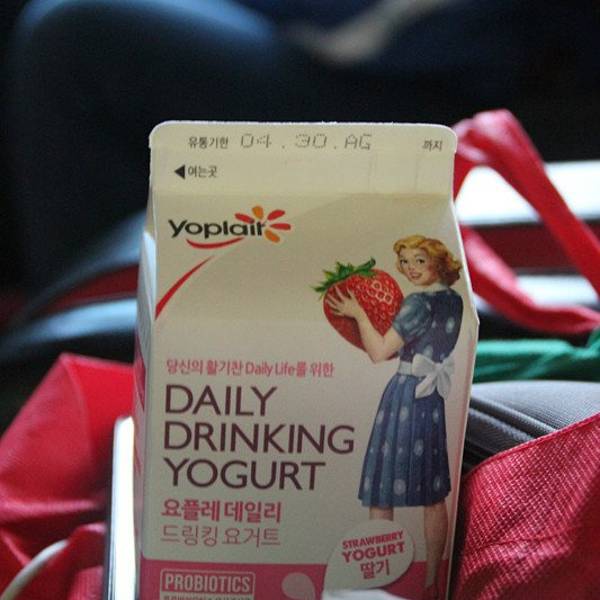 유통기한 04.30.AG 까지
◀여는곳
yoplait
당신의 활기찬 Daily Life를 위한
DAILY
DRINKING
YOGURT
요플레 데일리
드링킹 요거트
STRAWBERRY
YOGURT
딸기
PROBIOTICS